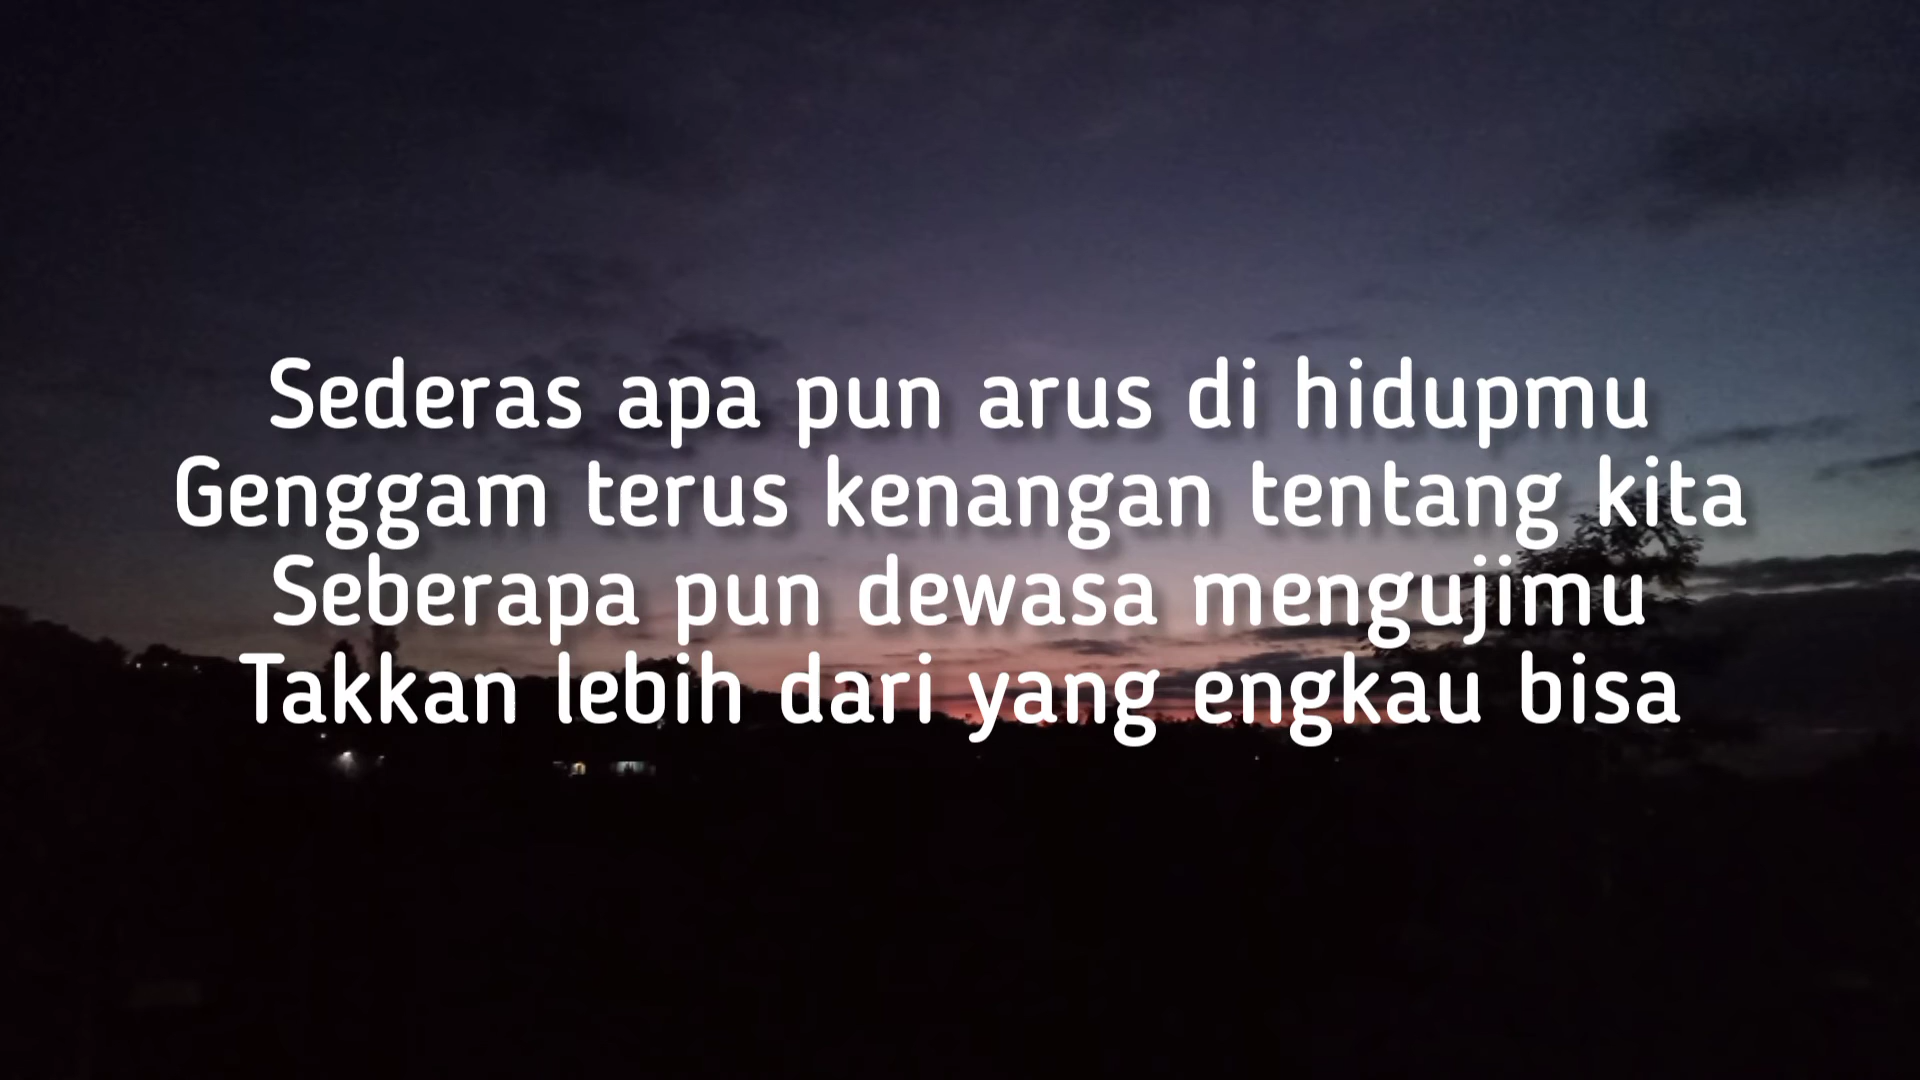 Sederas apa pun arus di hidupmu
Genggam terus kenangan tentang kita
Seberapa pun dewasa mengujimu
Takkan lebih dari yang engkau bisa